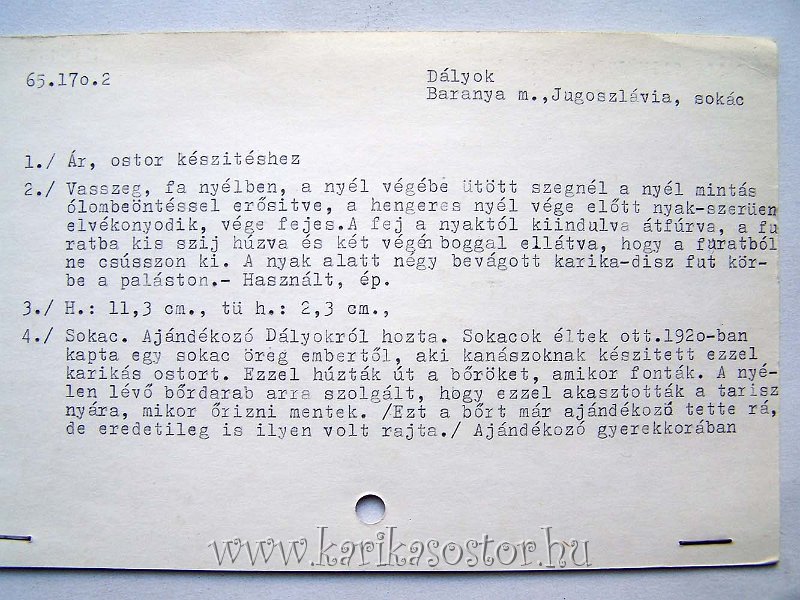 65.17o.2
Dályok
Baranya m.,Jugoszlávia, sokác
1./ Ár, ostor készitéshez
2./ Vasszeg, fa nyélben, a nyél végébe ütött szegnél a nyél mintás
ólombeöntéssel erősitve, a hengeres nyél vége előtt nyak-szerüen
elvékonyodik, vége fejes.A fej a nyaktól kiindulva átfúrva, a fu
ratba kis szij húzva és két végén boggal ellátva, hogy a furatból
ne csússzon ki. A nyak alatt négy bevágott karika-disz fut kör-
be a paláston.- Használt, ép.
3./ H.: 11,3 cm., tü h.: 2,3 cm.,
4./ Sokac. Ajándékozó Dályokról hozta. Sokacok éltek ott.192o-ban
kapta egy sokac öreg embertől, aki kanászoknak készitett ezzel
karikás ostort. Ezzel húzták út a bőröket, amikor fonták. A nyé-
len lévő bőrdarab arra szolgált, hogy ezzel akasztották a tarisz
nyára, mikor őrizni mentek. /Ezt a bőrt már ajándékozó tette rá,
de eredetileg is ilyen volt rajta./ Ajándékozó gyerekkorában
www.karikasostor.hu